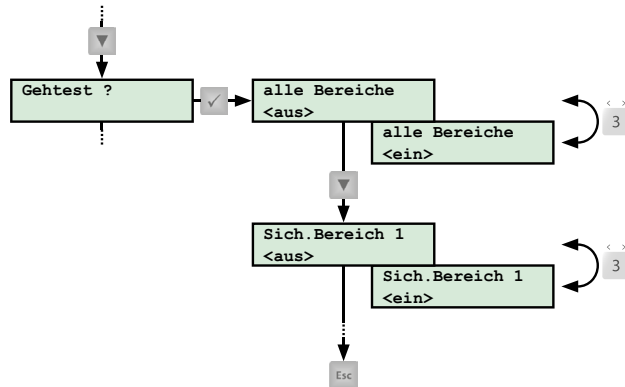 Gehtest ?
alle Bereiche
<aus>
alle Bereiche
<ein>
< >
3
Sich.Bereich 1
<aus>
Sich.Bereich 1
<ein>
< >
3
Esc